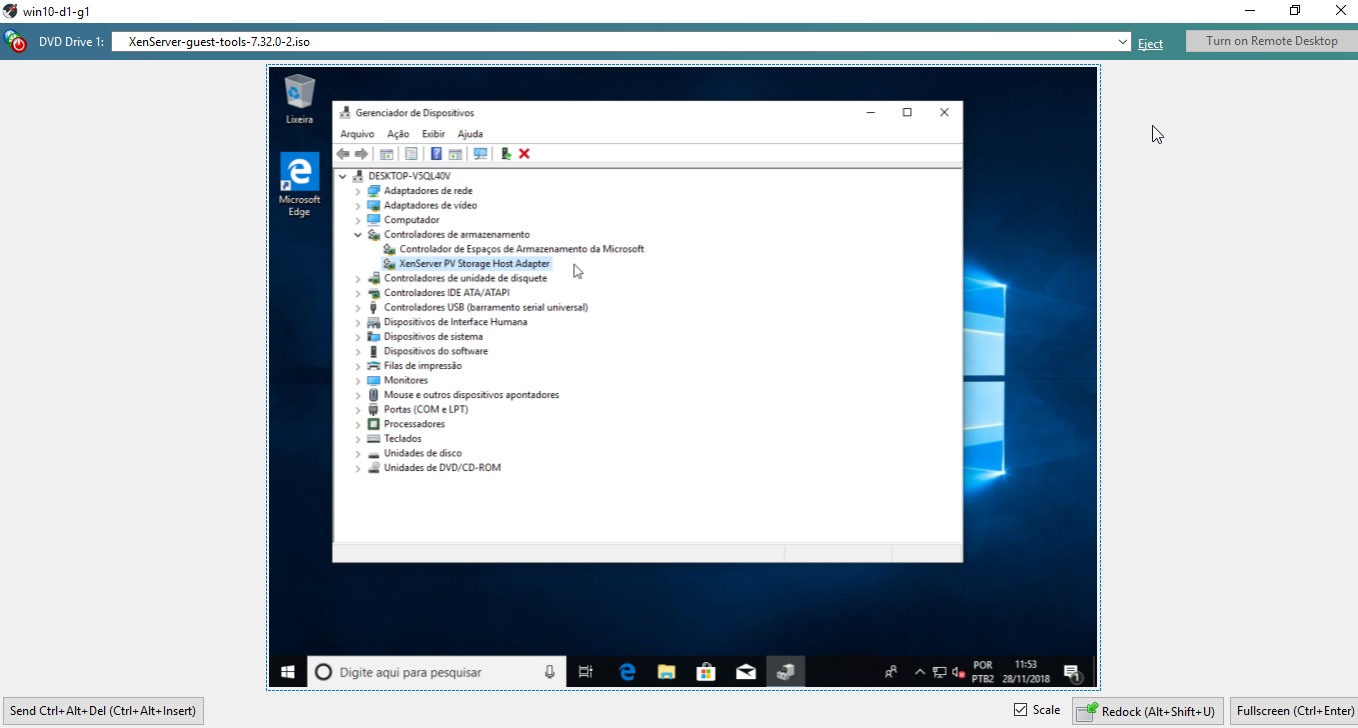 win10-d1-g1
DVD Drive 1:
XenServer-guest-tools-7.32.0-2.iso
Eject
Turn on Remote Desktop
Lixeira
Microsoft
Edge
Gerenciador de Dispositivos
Arquivo Ação Exibir Ajuda
DESKTOP-V5QL40V
Adaptadores de rede
Adaptadores de vídeo
Computador
Controladores de armazenamento
Controlador de Espaços de Armazenamento da Microsoft
XenServer PV Storage Host Adapter
Controladores de unidade de disquete
Controladores IDE ATA/ATAPI
Controladores USB (barramento serial universal)
Dispositivos de Interface Humana
Dispositivos de sistema
Dispositivos do software
Filas de impressão
Monitores
Mouse e outros dispositivos apontadores
Portas (COM e LPT)
Processadores
Teclados
Unidades de disco
Unidades de DVD/CD-ROM
Digite aqui para pesquisar
POR
PTB2
11:53
28/11/2018
1
Send Ctrl+Alt+Del (Ctrl+Alt+Insert)
Scale
Redock (Alt+Shift+U)
Fullscreen (Ctrl+Enter)